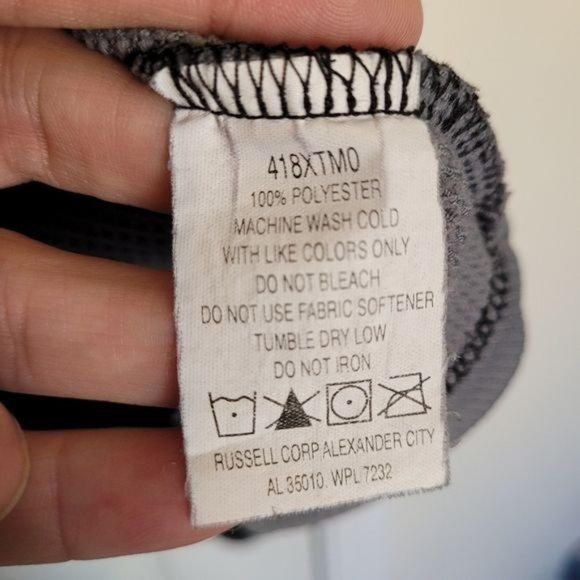 418XTM0
100% POLYESTER
MACHINE WASH COLD
WITH LIKE COLORS ONLY
DO NOT BLEACH
DO NOT USE FABRIC SOFTENER
TUMBLE DRY LOW
DO NOT IRON
RUSSELL CORP ALEXANDER CITY
AL 35010 WPL 7232